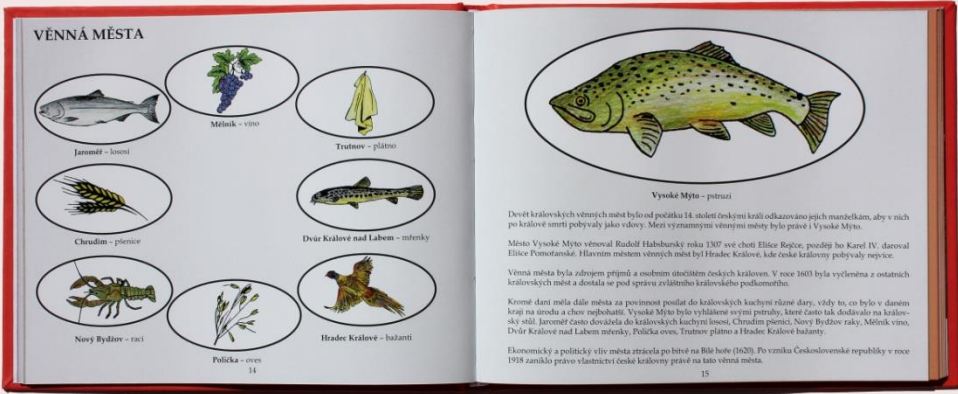 VĚNNÁ MĚSTA
Mělník – víno
Jaroměř – lososi
Trutnov – plátno
Chrudim – pšenice
Dvůr Králové nad Labem – mřenky
Nový Bydžov – raci
Hradec Králové – bažanti
Polička – oves
14
Vysoké Mýto – pstruzi
Devět královských věnných měst bylo od počátku 14. století českými králi odkazováno jejich manželkám, aby v nich
po králově smrti pobývaly jako vdovy. Mezi významnými věnnými městy bylo právě i Vysoké Mýto.
Město Vysoké Mýto věnoval Rudolf Habsburský roku 1307 své choti Elišce Rejčce, později ho Karel IV. daroval
Elišce Pomořanské. Hlavním městem věnných měst byl Hradec Králové, kde české královny pobývaly nejvíce.
Věnná města byla zdrojem příjmů a osobním útočištěm českých královen. V roce 1603 byla vyčleněna z ostatních
královských měst a dostala se pod správu zvláštního královského podkomořího.
Kromě daní měla dále města za povinnost posílat do královských kuchyní různé dary, vždy to, co bylo v daném
kraji na úrodu a chov nejbohatší. Vysoké Mýto bylo vyhlášené svými pstruhy, které často tak dodávalo na králov-
ský stůl. Jaroměř často dovážela do královských kuchyní lososi, Chrudim pšenici, Nový Bydžov raky, Mělník víno,
Dvůr Králové nad Labem mřenky, Polička oves, Trutnov plátno a Hradec Králové bažanty.
Ekonomický a politický vliv města ztrácela po bitvě na Bílé hoře (1620). Po vzniku Československé republiky v roce
1918 zaniklo právo vlastnictví české královny právě na tato věnná města.
15